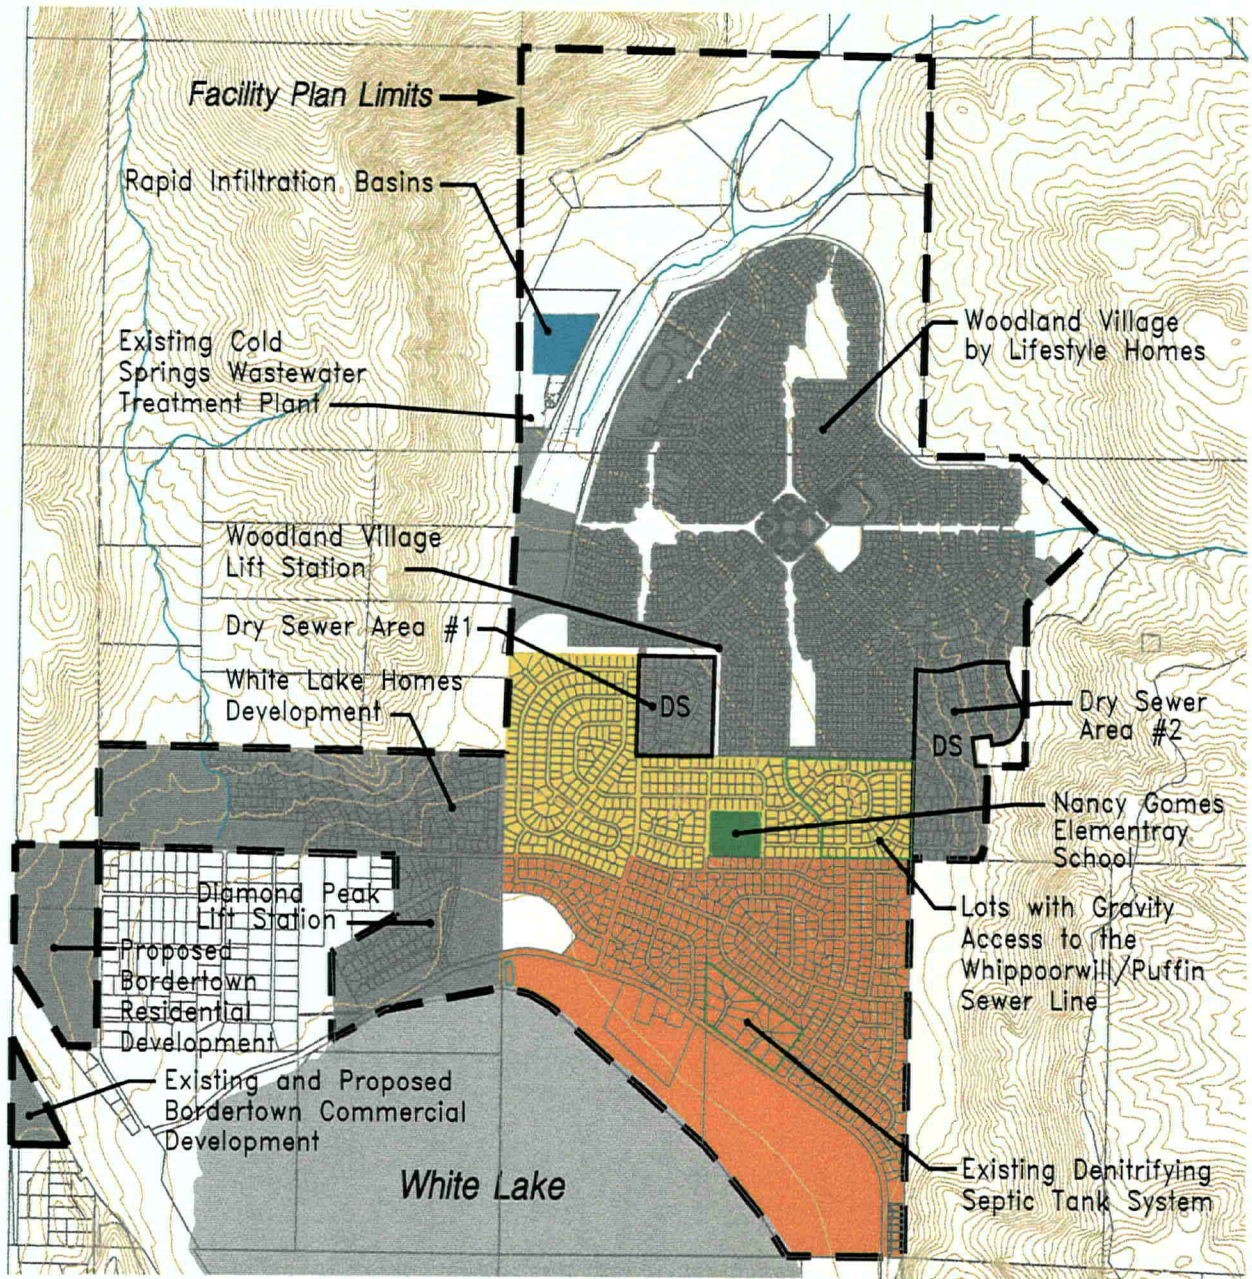 Facility Plan Limits
Rapid Infiltration Basins
Existing Cold
Springs Wastewater
Treatment Plant
Woodland Village
by Lifestyle Homes
Woodland Village
Lift Station
Dry Sewer Area #1
White Lake Homes
Development
DS
DS
Dry Sewer
Area #2
Nancy Gomes
Elementray
School
Diamond Peak
Lift Station
Lots with Gravity
Access to the
Whippoorwill/Puffin
Sewer Line
Proposed
Bordertown
Residential
Development
Existing and Proposed
Bordertown Commercial
Development
White Lake
Existing Denitrifying
Septic Tank System